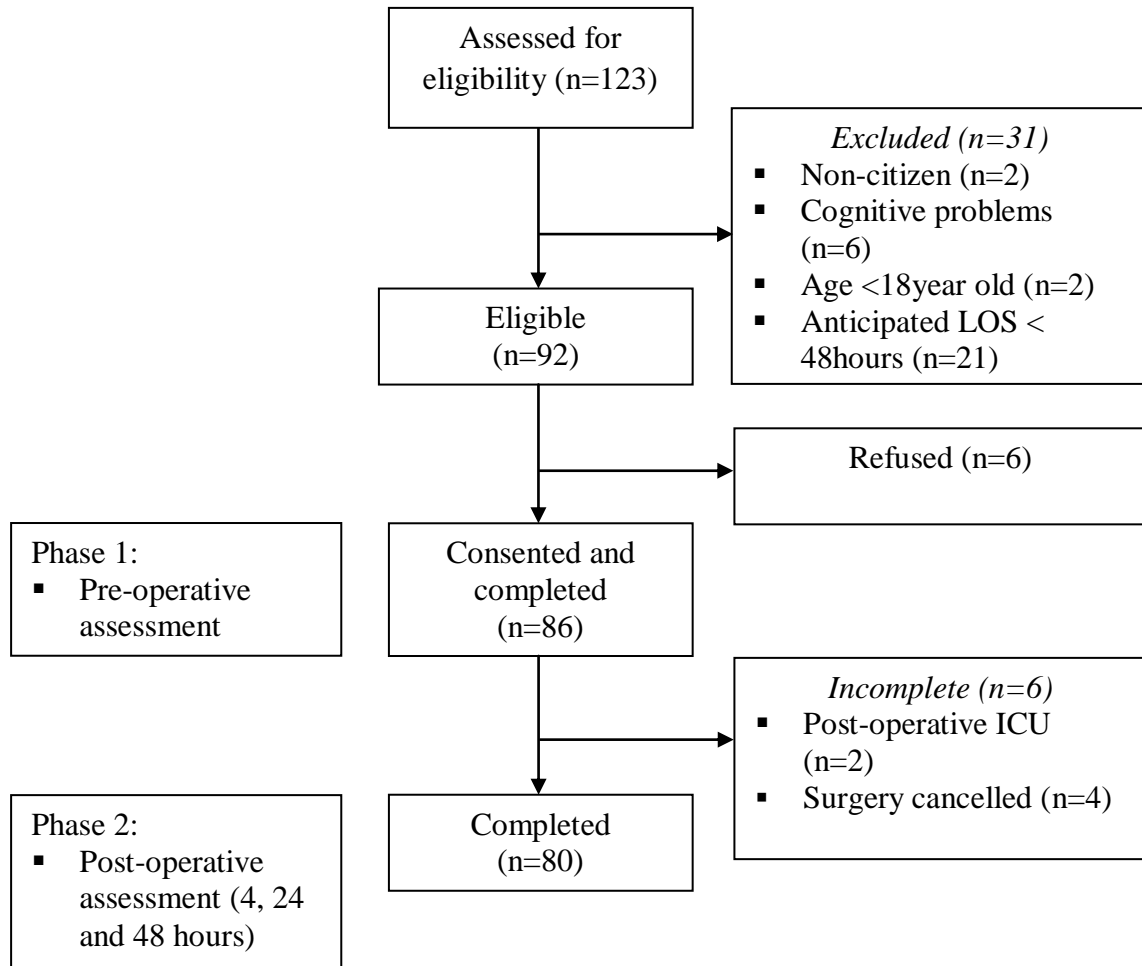 Assessed for
eligibility (n=123)
Excluded (n=31)
▪ Non-citizen (n=2)
▪ Cognitive problems
(n=6)
▪ Age <18year old (n=2)
▪ Anticipated LOS <
48hours (n=21)
Eligible
(n=92)
Refused (n=6)
Phase 1:
▪ Pre-operative
assessment
Consented and
completed
(n=86)
Incomplete (n=6)
▪ Post-operative ICU
(n=2)
▪ Surgery cancelled (n=4)
Phase 2:
▪ Post-operative
assessment (4, 24
and 48 hours)
Completed
(n=80)